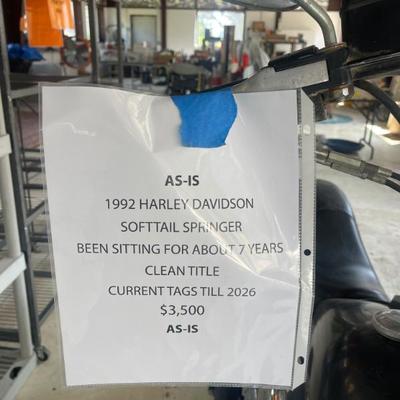 AS-IS
1992 HARLEY DAVIDSON
SOFTTAIL SPRINGER
BEEN SITTING FOR ABOUT 7 YEARS
CLEAN TITLE
CURRENT TAGS TILL 2026
$3,500
AS-IS